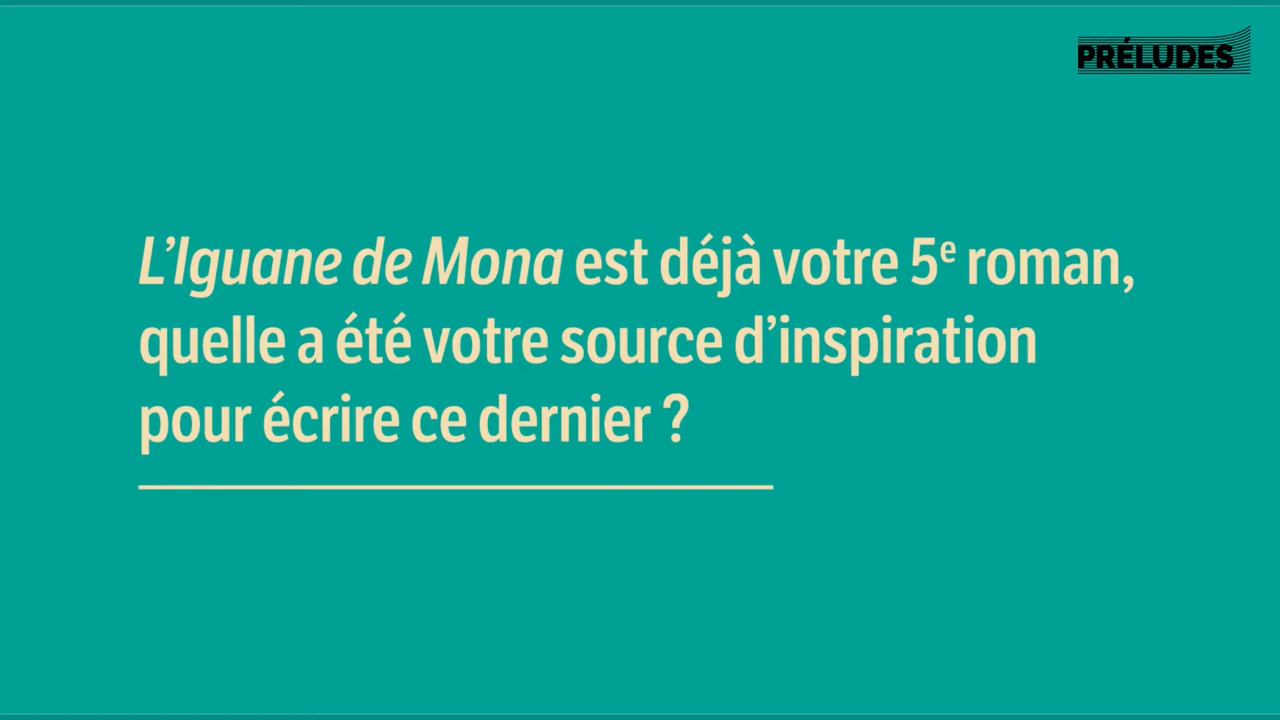 PRÉLUDES
L’Iguane de Mona est déjà votre 5e roman,
quelle a été votre source d’inspiration
pour écrire ce dernier ?